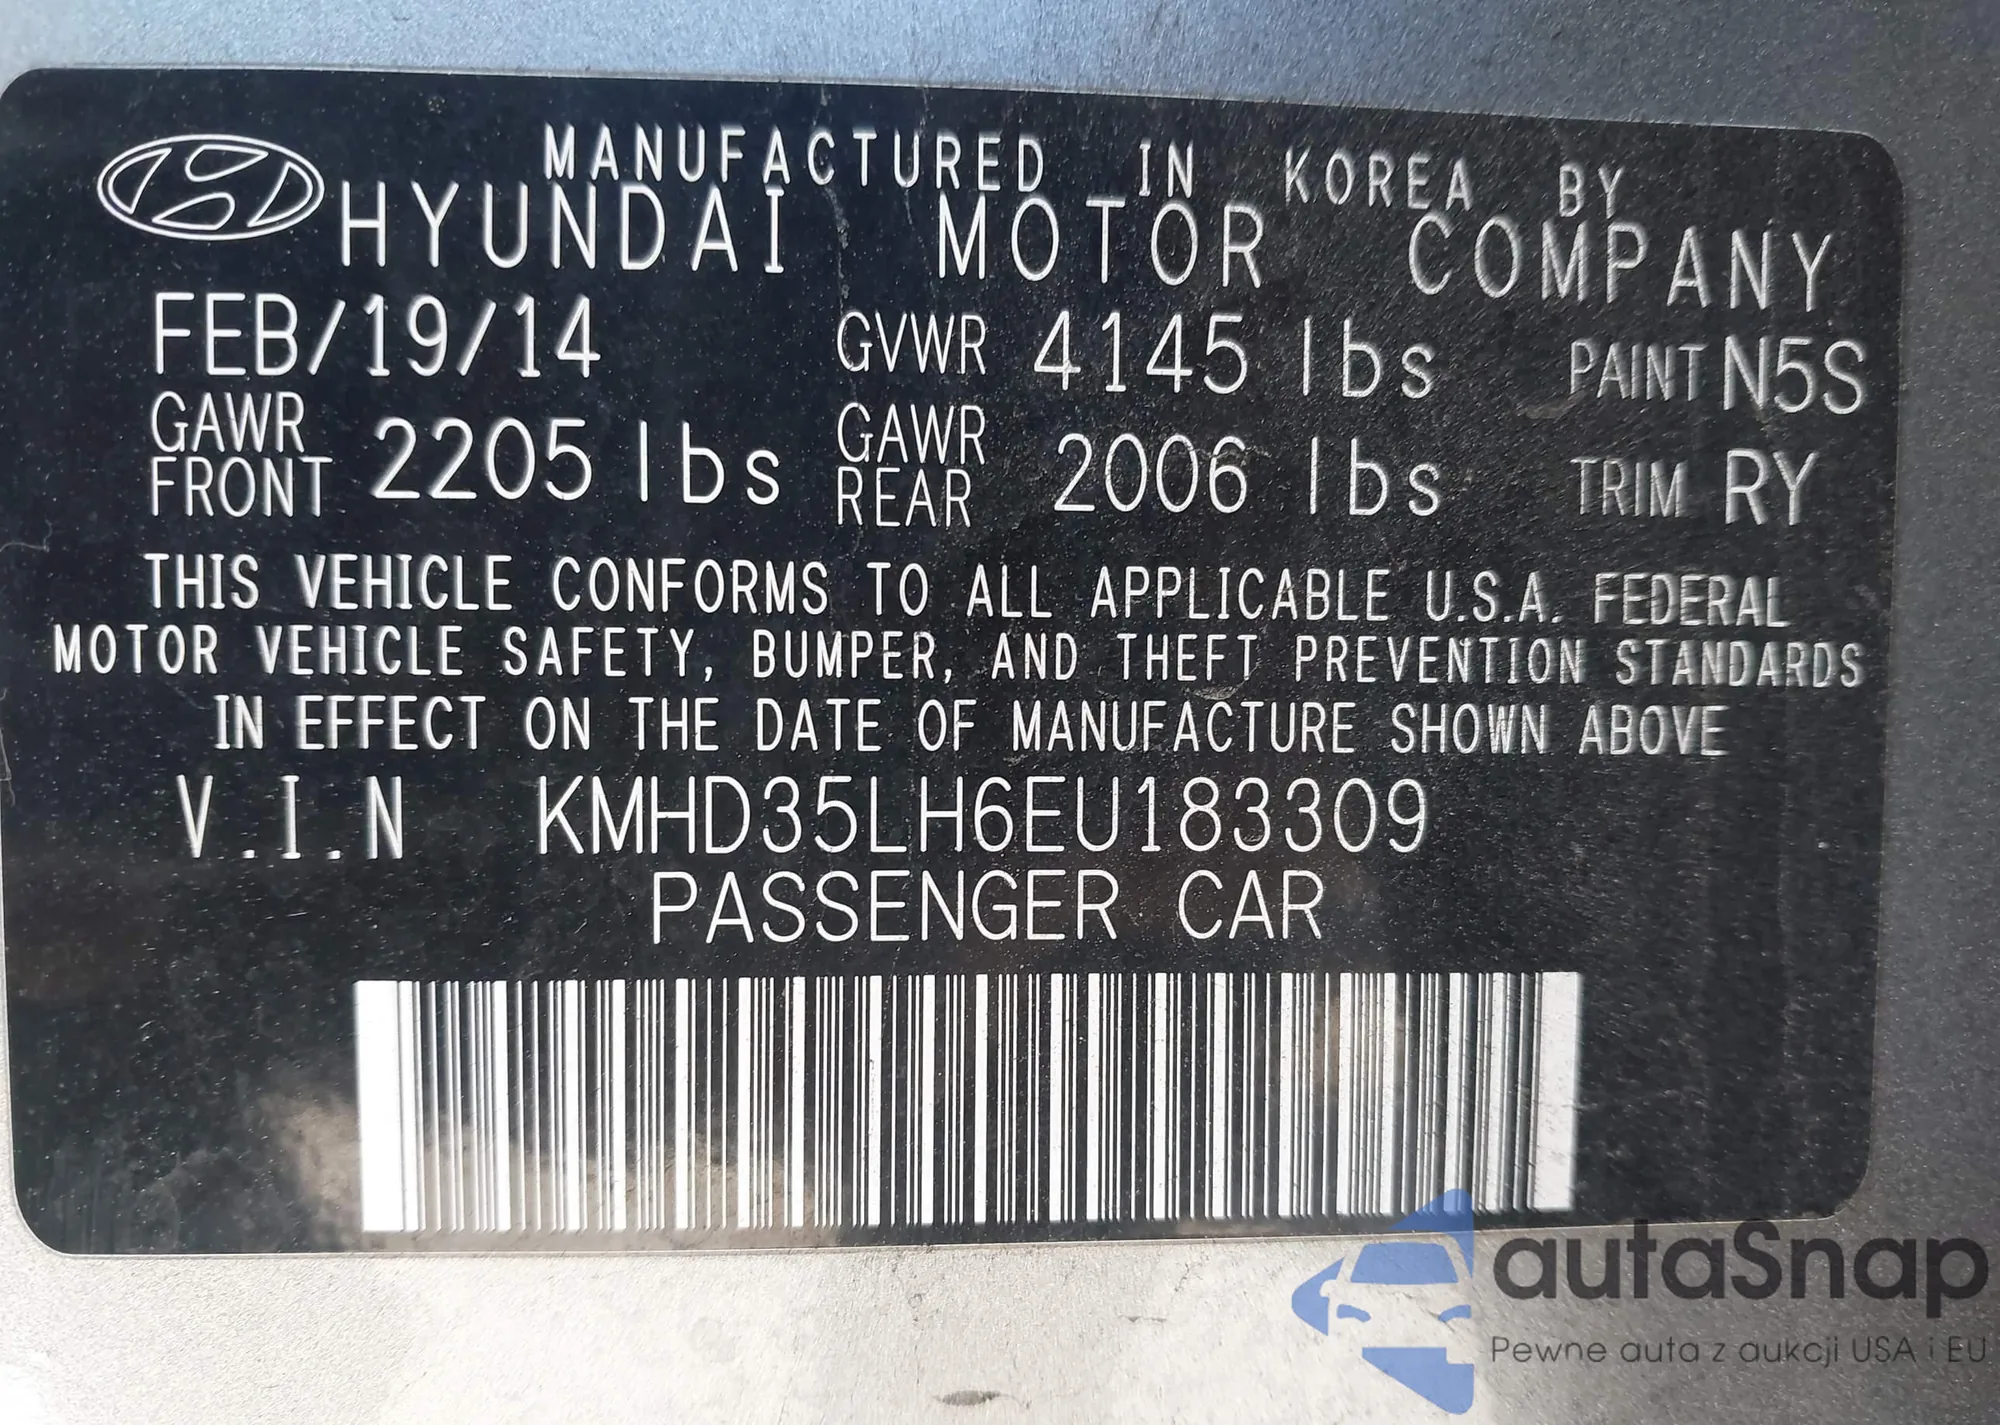 MANUFACTURED IN KOREA BY
HYUNDAI MOTOR COMPANY
FEB/19/14 GVWR 4145 lbs PAINT N5S
GAWR FRONT 2205 lbs GAWR REAR 2006 lbs TRIM RY
THIS VEHICLE CONFORMS TO ALL APPLICABLE U.S.A. FEDERAL
MOTOR VEHICLE SAFETY, BUMPER, AND THEFT PREVENTION STANDARDS
IN EFFECT ON THE DATE OF MANUFACTURE SHOWN ABOVE
V.I.N KMHD35LH6EU183309
PASSENGER CAR
autaSnap
Pewne auta z aukcji USA i EU